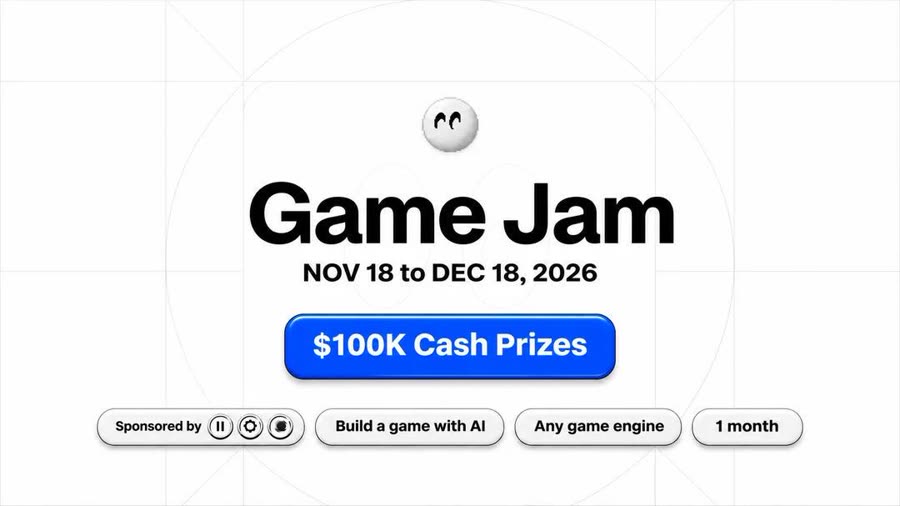 Game Jam
NOV 18 to DEC 18, 2026
$100K Cash Prizes
Sponsored by
Build a game with AI
Any game engine
1 month